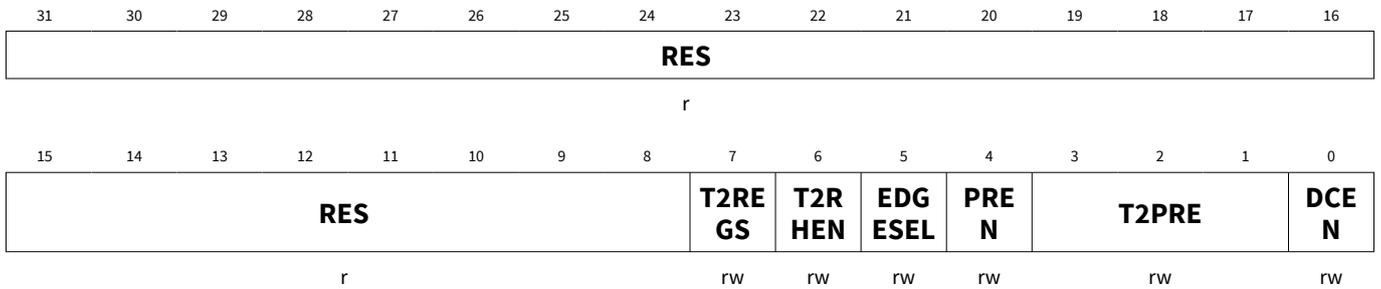 31 30 29 28 27 26 25 24 23 22 21 20 19 18 17 16
RES
r
15 14 13 12 11 10 9 8 7 6 5 4 3 2 1 0
RES T2RE T2R EDG PRE T2PRE DCE
GS HEN ESEL N N
r rw rw rw rw rw rw